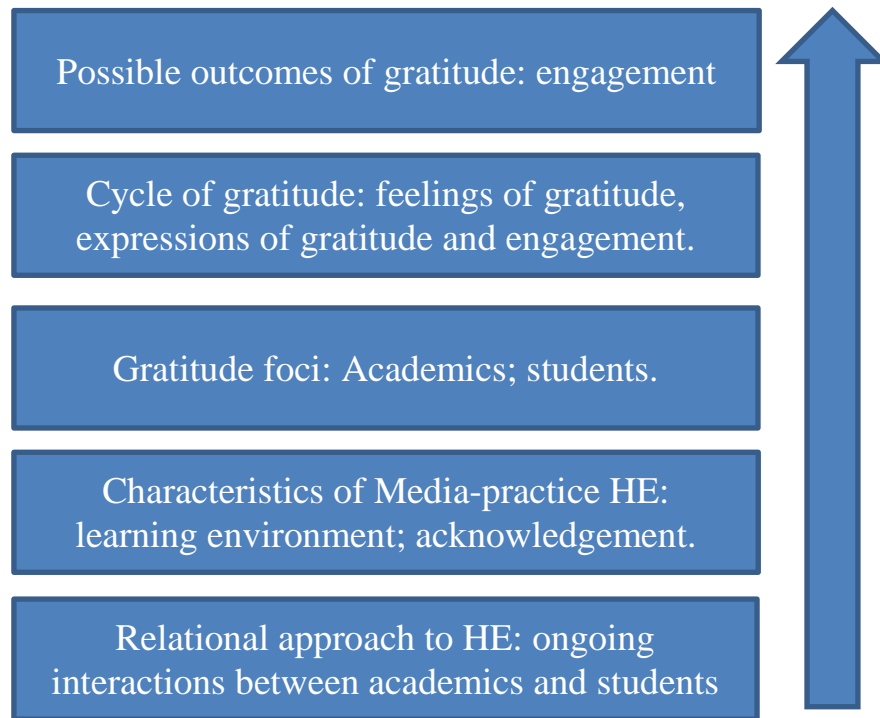 Possible outcomes of gratitude: engagement
Cycle of gratitude: feelings of gratitude,
expressions of gratitude and engagement.
Gratitude foci: Academics; students.
Characteristics of Media-practice HE:
learning environment; acknowledgement.
Relational approach to HE: ongoing
interactions between academics and students